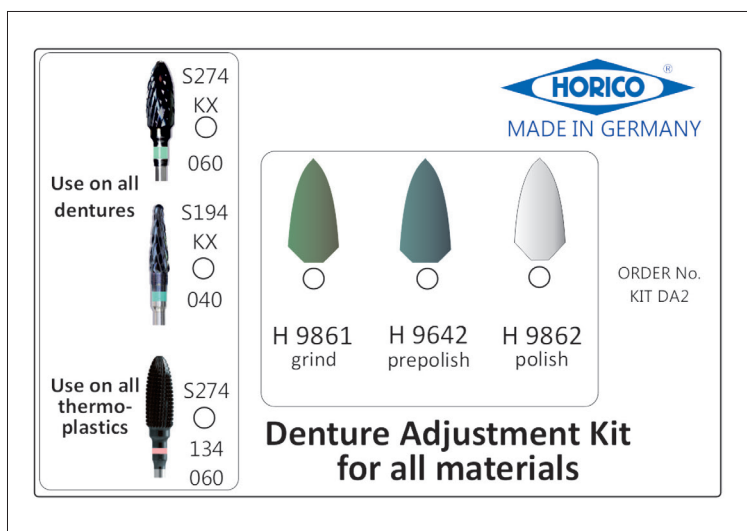 S274
KX
060
Use on all
dentures
S194
KX
040
Use on all
thermo-
plastics
S274
134
060
HORICO®
MADE IN GERMANY
H 9861
grind
H 9642
prepolish
H 9862
polish
ORDER No.
KIT DA2
Denture Adjustment Kit
for all materials